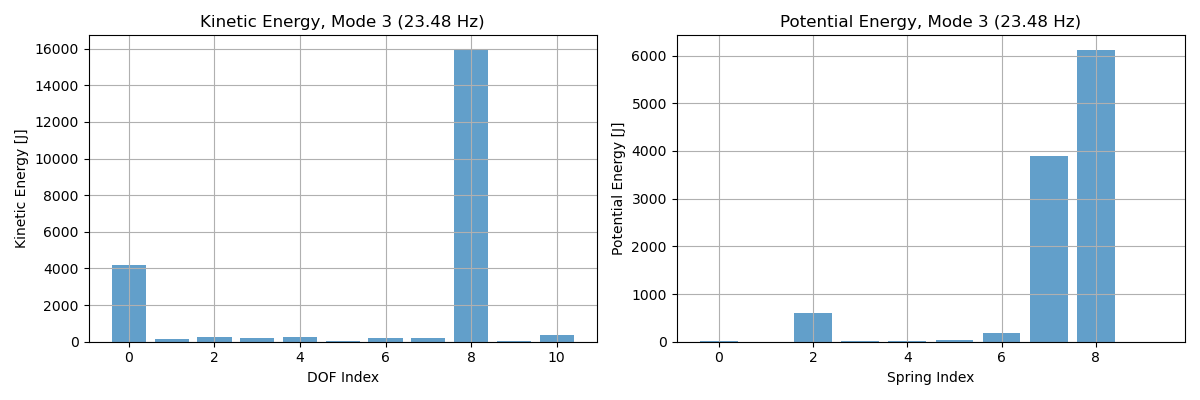 Kinetic Energy, Mode 3 (23.48 Hz)
Kinetic Energy [J]
16000
14000
12000
10000
8000
6000
4000
2000
0
0 2 4 6 8 10
DOF Index
Potential Energy, Mode 3 (23.48 Hz)
Potential Energy [J]
6000
5000
4000
3000
2000
1000
0
0 2 4 6 8
Spring Index